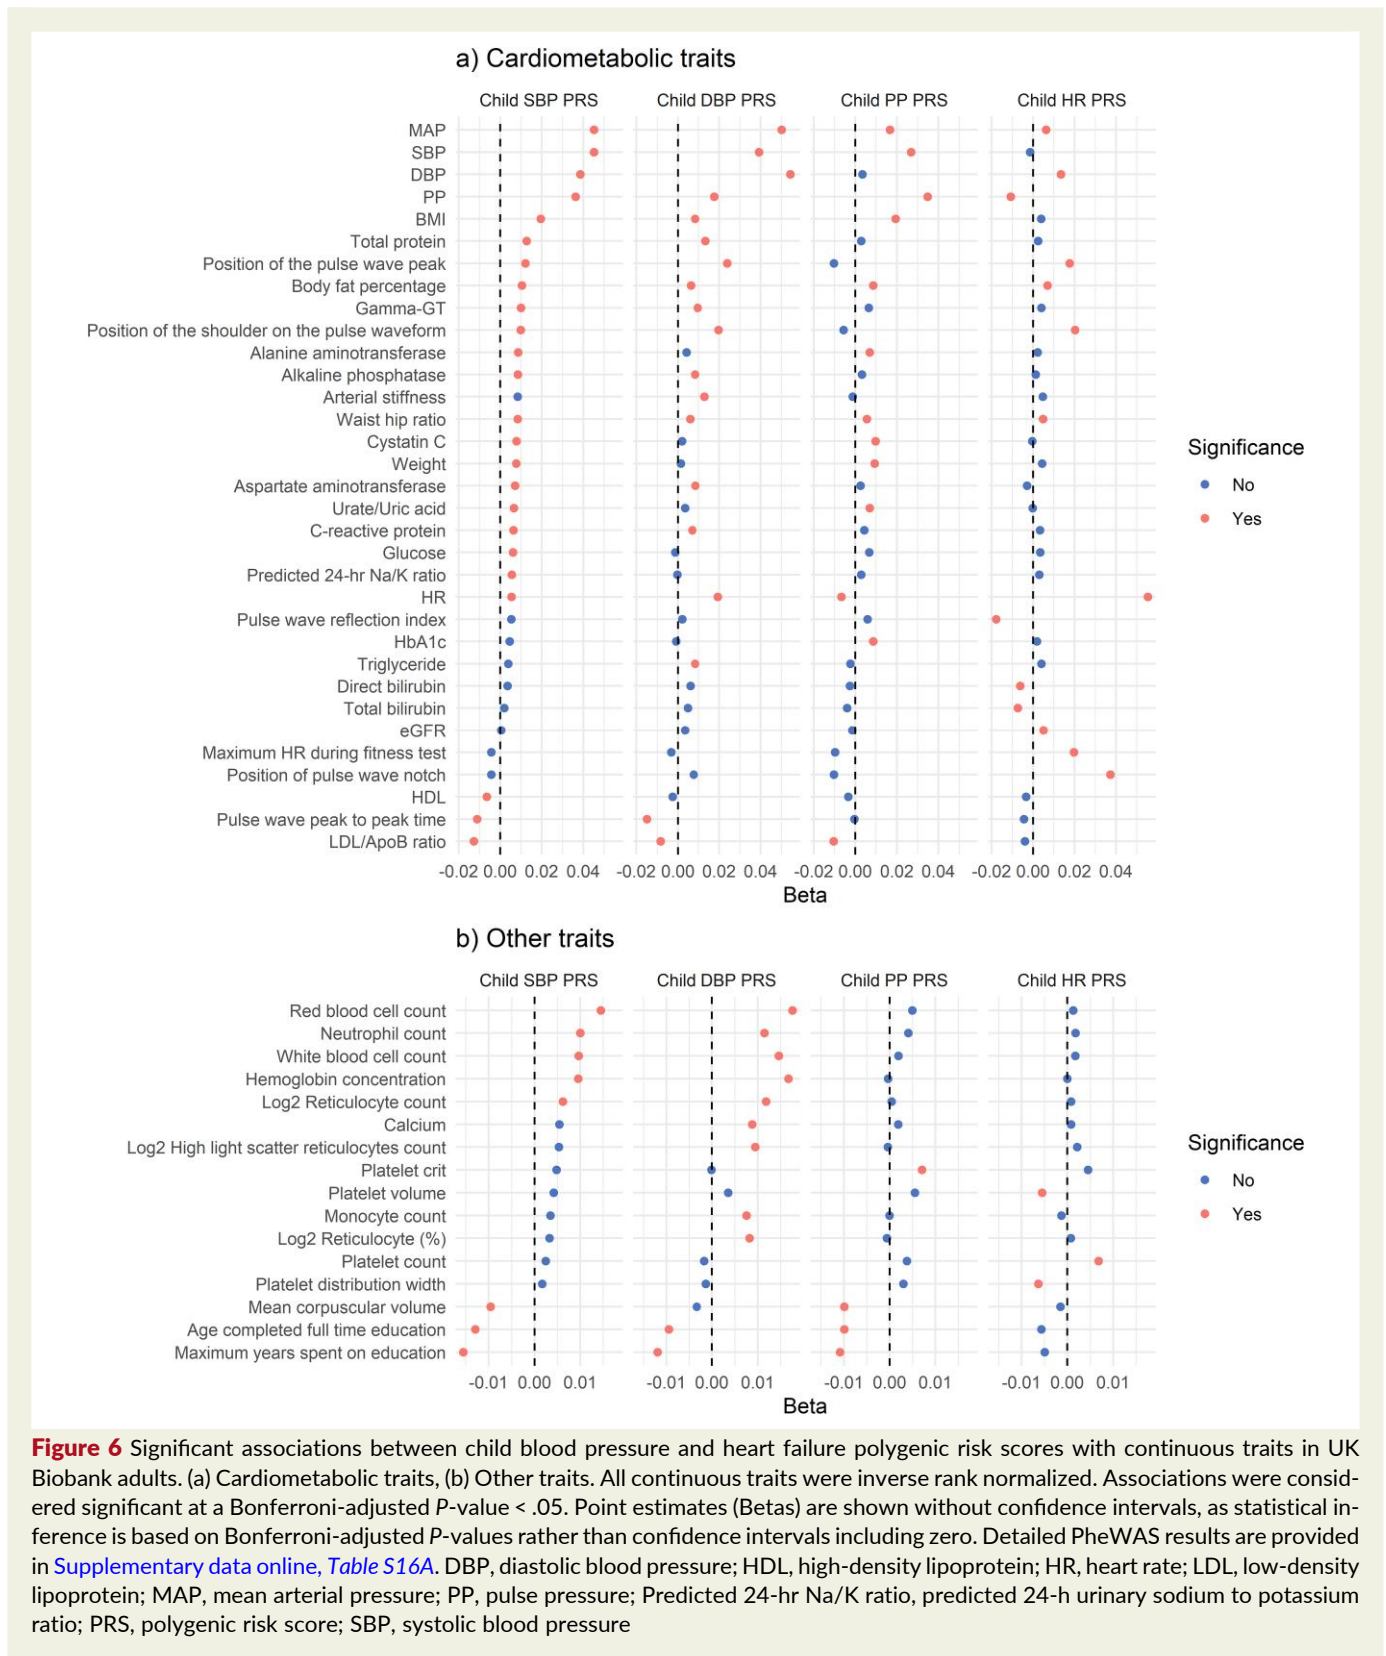 a) Cardiometabolic traits
Child SBP PRS Child DBP PRS Child PP PRS Child HR PRS
MAP
SBP
DBP
PP
BMI
Total protein
Position of the pulse wave peak
Body fat percentage
Gamma-GT
Position of the shoulder on the pulse waveform
Alanine aminotransferase
Alkaline phosphatase
Arterial stiffness
Waist hip ratio
Cystatin C
Weight
Aspartate aminotransferase
Urate/Uric acid
C-reactive protein
Glucose
Predicted 24-hr Na/K ratio
HR
Pulse wave reflection index
HbA1c
Triglyceride
Direct bilirubin
Total bilirubin
eGFR
Maximum HR during fitness test
Position of pulse wave notch
HDL
Pulse wave peak to peak time
LDL/ApoB ratio
-0.02 0.00 0.02 0.04 -0.02 0.00 0.02 0.04 -0.02 0.00 0.02 0.04 -0.02 0.00 0.02 0.04
Beta
Significance
No
Yes
b) Other traits
Child SBP PRS Child DBP PRS Child PP PRS Child HR PRS
Red blood cell count
Neutrophil count
White blood cell count
Hemoglobin concentration
Log2 Reticulocyte count
Calcium
Log2 High light scatter reticulocytes count
Platelet crit
Platelet volume
Monocyte count
Log2 Reticulocyte (%)
Platelet count
Platelet distribution width
Mean corpuscular volume
Age completed full time education
Maximum years spent on education
-0.01 0.00 0.01 -0.01 0.00 0.01 -0.01 0.00 0.01 -0.01 0.00 0.01
Beta
Significance
No
Yes
Figure 6 Significant associations between child blood pressure and heart failure polygenic risk scores with continuous traits in UK
Biobank adults. (a) Cardiometabolic traits, (b) Other traits. All continuous traits were inverse rank normalized. Associations were consid-
ered significant at a Bonferroni-adjusted P-value < .05. Point estimates (Betas) are shown without confidence intervals, as statistical in-
ference is based on Bonferroni-adjusted P-values rather than confidence intervals including zero. Detailed PheWAS results are provided
in Supplementary data online, Table S16A. DBP, diastolic blood pressure; HDL, high-density lipoprotein; HR, heart rate; LDL, low-density
lipoprotein; MAP, mean arterial pressure; PP, pulse pressure; Predicted 24-hr Na/K ratio, predicted 24-h urinary sodium to potassium
ratio; PRS, polygenic risk score; SBP, systolic blood pressure